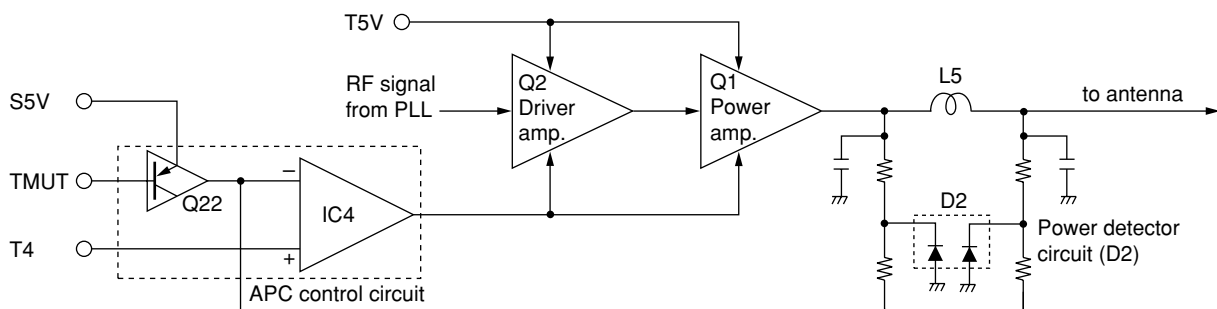 T5V
RF signal
from PLL
Q2
Driver
amp.
Q1
Power
amp.
L5
to antenna
S5V
TMUT
Q22
–
IC4
T4
+
APC control circuit
D2
Power detector
circuit (D2)